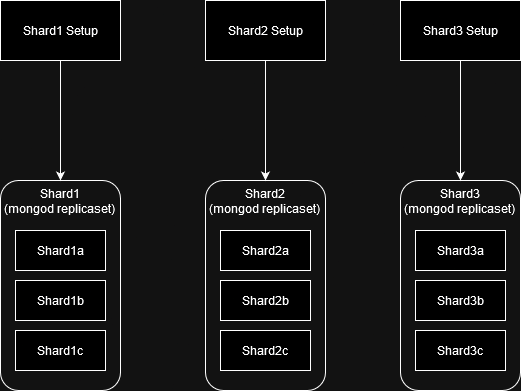 Shard1 Setup
Shard2 Setup
Shard3 Setup
Shard1
(mongod replicaset)
Shard1a
Shard1b
Shard1c
Shard2
(mongod replicaset)
Shard2a
Shard2b
Shard2c
Shard3
(mongod replicaset)
Shard3a
Shard3b
Shard3c